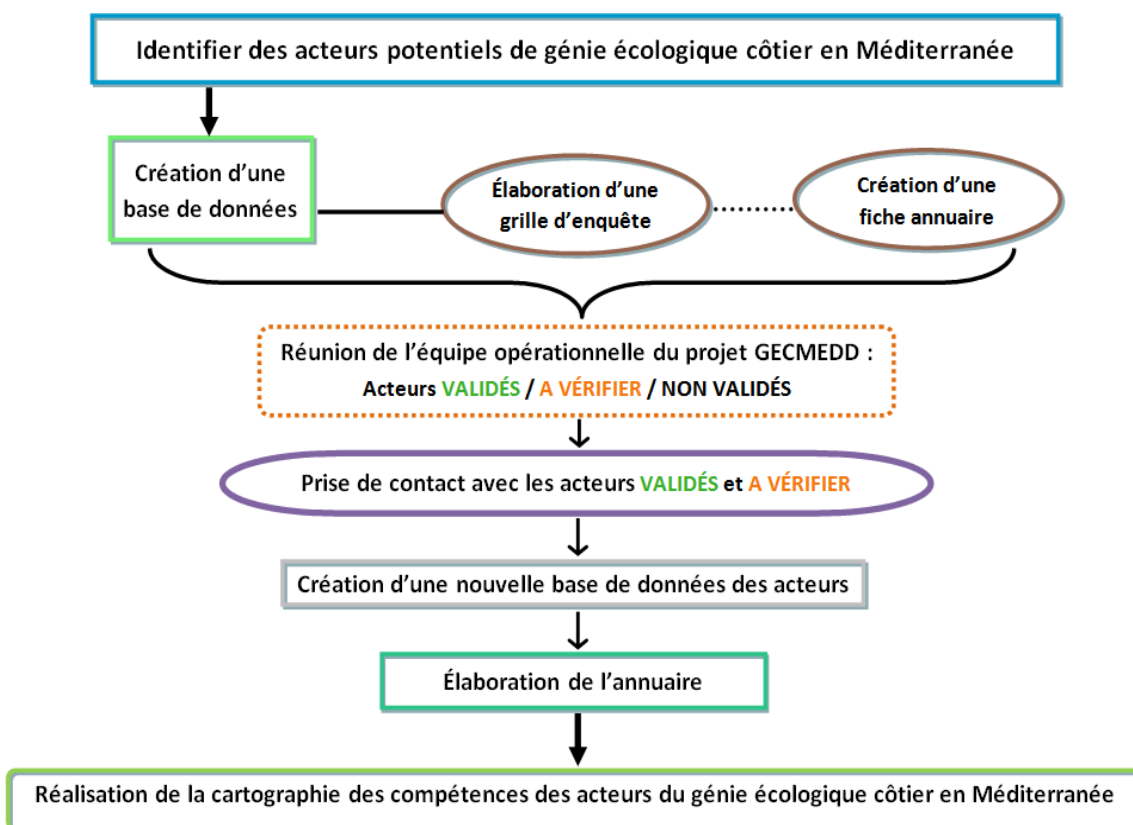 Identifier des acteurs potentiels de génie écologique côtier en Méditerranée
Création d’une
base de données
Élaboration d’une
grille d’enquête
Création d’une
fiche annuaire
Réunion de l’équipe opérationnelle du projet GECMEDD :
Acteurs VALIDÉS / A VÉRIFIER / NON VALIDÉS
Prise de contact avec les acteurs VALIDÉS et A VÉRIFIER
Création d’une nouvelle base de données des acteurs
Élaboration de l’annuaire
Réalisation de la cartographie des compétences des acteurs du génie écologique côtier en Méditerranée